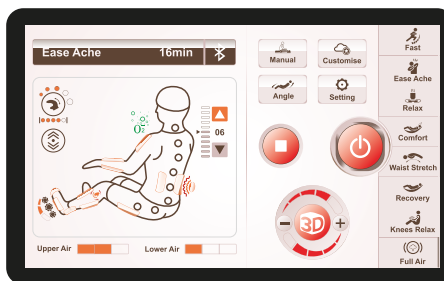 Ease Ache 16min
O₂
06
Upper Air
Lower Air
Manual
Customise
Angle
Setting
3D
Fast
Ease Ache
Relax
Comfort
Waist Stretch
Recovery
Knees Relax
Full Air